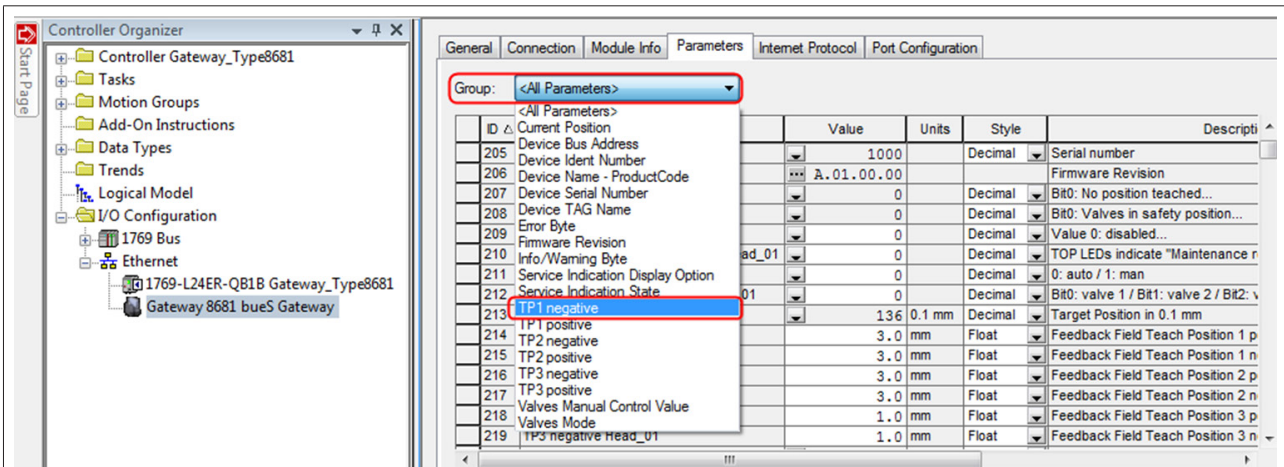 Start Page
Controller Organizer
Controller Gateway_Type8681
Tasks
Motion Groups
Add-On Instructions
Data Types
Trends
Logical Model
I/O Configuration
1769 Bus
Ethernet
1769-L24ER-QB1B Gateway_Type8681
Gateway 8681 bueS Gateway
General Connection Module Info Parameters Internet Protocol Port Configuration
Group: <All Parameters>
<All Parameters>
Current Position
Device Bus Address
Device Ident Number
Device Name - ProductCode
Device Serial Number
Device TAG Name
Error Byte
Firmware Revision
Info/Warning Byte
Service Indication Display Option
Service Indication State
TP1 negative
TP1 positive
TP2 negative
TP2 positive
TP3 negative
TP3 positive
Valves Manual Control Value
Valves Mode
ID Value Units Style Descripti
205 1000 Decimal Serial number
206 A.01.00.00 Firmware Revision
207 0 Decimal Bit0: No position teached...
208 0 Decimal Bit0: Valves in safety position...
209 0 Decimal Value 0: disabled...
210 ad_01 0 Decimal TOP LEDs indicate "Maintenance r
211 0 Decimal 0: auto / 1: man
212 01 0 Decimal Bit0: valve 1 / Bit1: valve 2 / Bit2: v
213 136 0.1 mm Decimal Target Position in 0.1 mm
214 3.0 mm Float Feedback Field Teach Position 1 p
215 3.0 mm Float Feedback Field Teach Position 1 n
216 3.0 mm Float Feedback Field Teach Position 2 p
217 3.0 mm Float Feedback Field Teach Position 2 n
218 1.0 mm Float Feedback Field Teach Position 3 p
219 TP3 negative Head_01 1.0 mm Float Feedback Field Teach Position 3 n